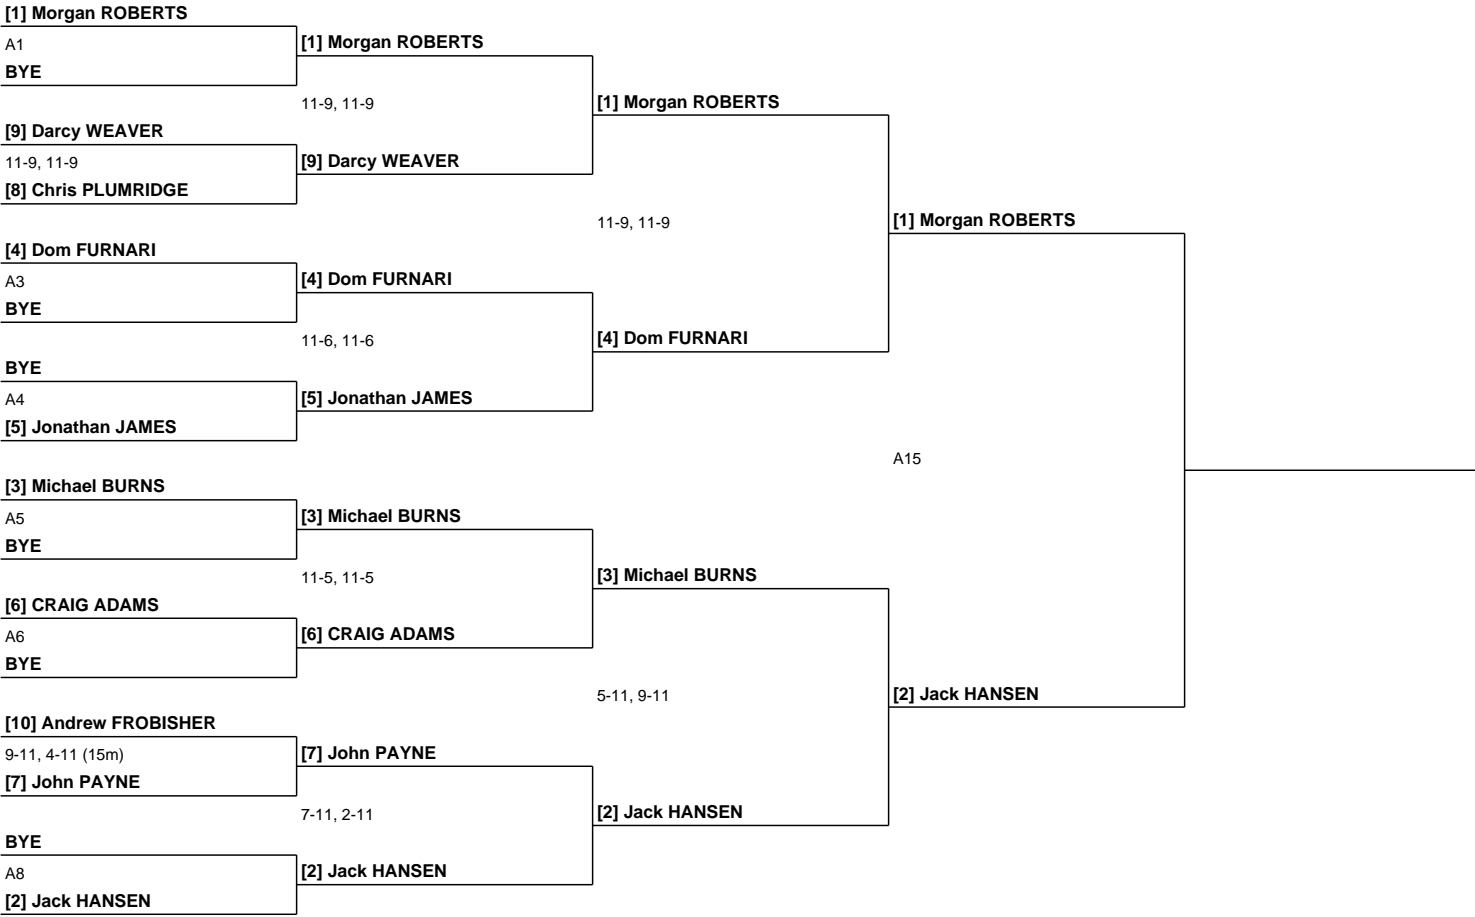 [1] Morgan ROBERTS
A1
BYE
[9] Darcy WEAVER
11-9, 11-9
[8] Chris PLUMRIDGE
[4] Dom FURNARI
A3
BYE
BYE
A4
[5] Jonathan JAMES
[3] Michael BURNS
A5
BYE
[6] CRAIG ADAMS
A6
BYE
[10] Andrew FROBISHER
9-11, 4-11 (15m)
[7] John PAYNE
BYE
A8
[2] Jack HANSEN
[1] Morgan ROBERTS
11-9, 11-9
[9] Darcy WEAVER
[4] Dom FURNARI
11-6, 11-6
[5] Jonathan JAMES
[3] Michael BURNS
11-5, 11-5
[6] CRAIG ADAMS
[7] John PAYNE
7-11, 2-11
[2] Jack HANSEN
[1] Morgan ROBERTS
11-9, 11-9
[4] Dom FURNARI
[3] Michael BURNS
5-11, 9-11
[2] Jack HANSEN
[1] Morgan ROBERTS
A15
[2] Jack HANSEN